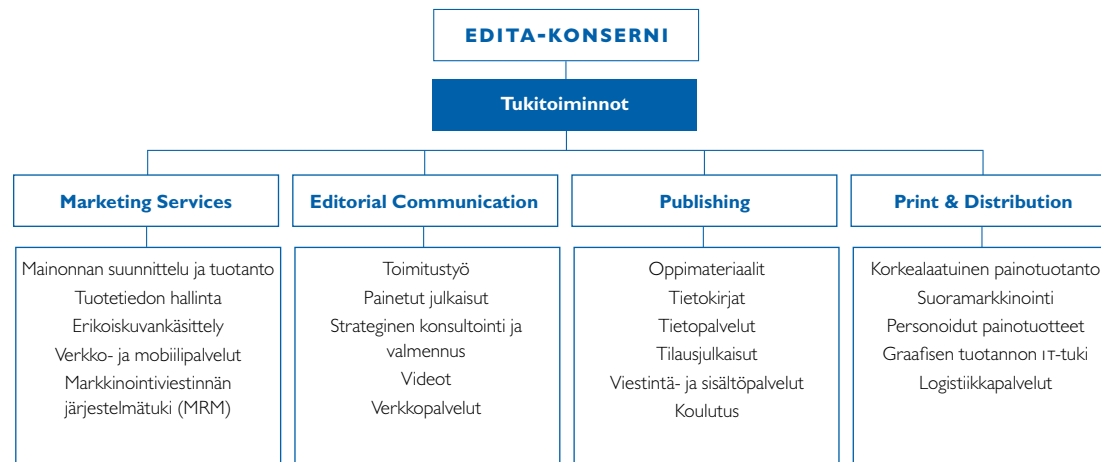 EDITA-KONSERNI
Tukitoiminnot
Marketing Services
Mainonnan suunnittelu ja tuotanto
Tuotetiedon hallinta
Erikoiskuvankäsittely
Verkko- ja mobiilipalvelut
Markkinointiviestinnän
järjestelmätuki (MRM)
Editorial Communication
Toimitustyö
Painetut julkaisut
Strateginen konsultointi ja
valmennus
Videot
Verkkopalvelut
Publishing
Oppimateriaalit
Tietokirjat
Tietopalvelut
Tilausjulkaisut
Viestintä- ja sisältöpalvelut
Koulutus
Print & Distribution
Korkealaatuinen painotuotanto
Suoramarkkinointi
Personoidut painotuotteet
Graafisen tuotannon IT-tuki
Logistiikkapalvelut